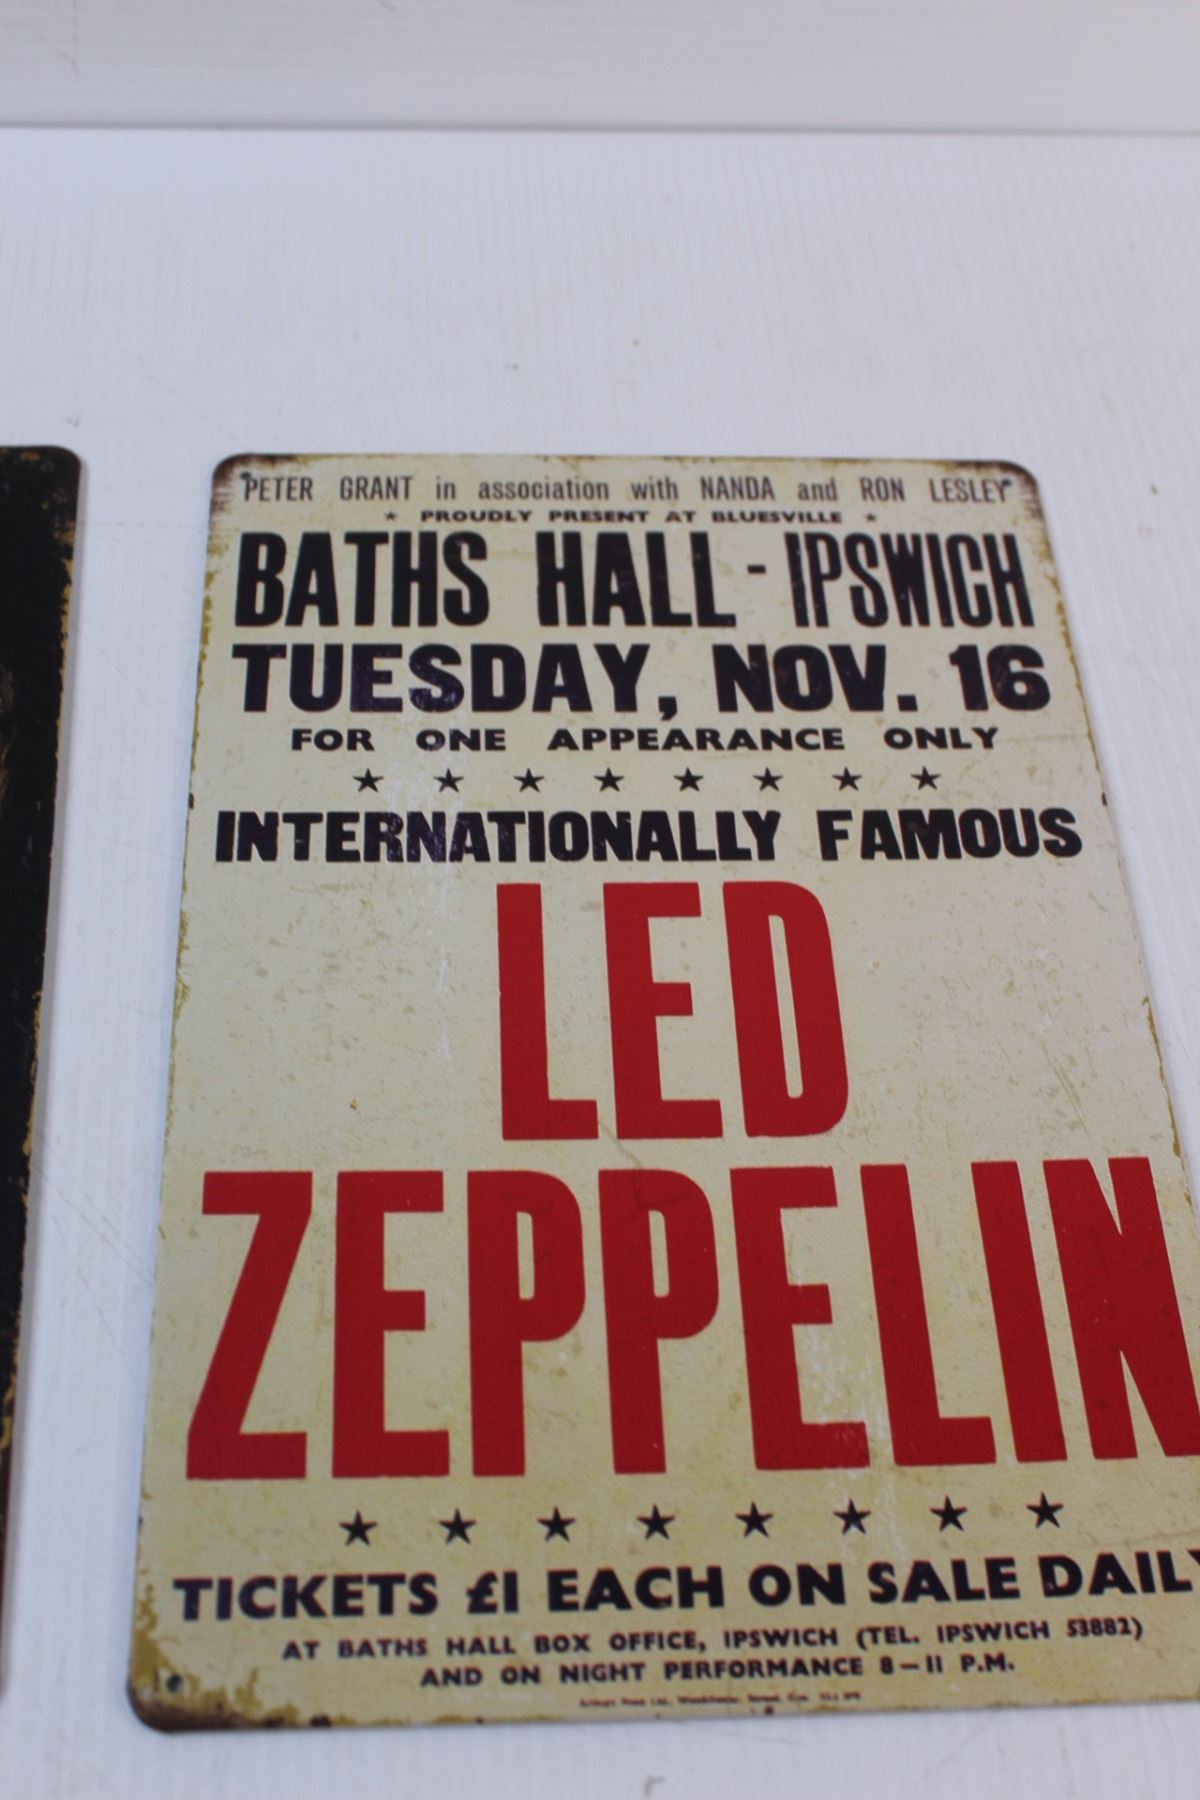 PETER GRANT in association with NANDA and RON LESLEY
★ PROUDLY PRESENT AT BLUESVILLE ★
BATHS HALL - IPSWICH
TUESDAY, NOV. 16
FOR ONE APPEARANCE ONLY
★ ★ ★ ★ ★ ★ ★ ★
INTERNATIONALLY FAMOUS
LED
ZEPPELIN
★ ★ ★ ★ ★ ★ ★ ★
TICKETS £1 EACH ON SALE DAILY
AT BATHS HALL BOX OFFICE, IPSWICH (TEL. IPSWICH 53882)
AND ON NIGHT PERFORMANCE 8–11 P.M.